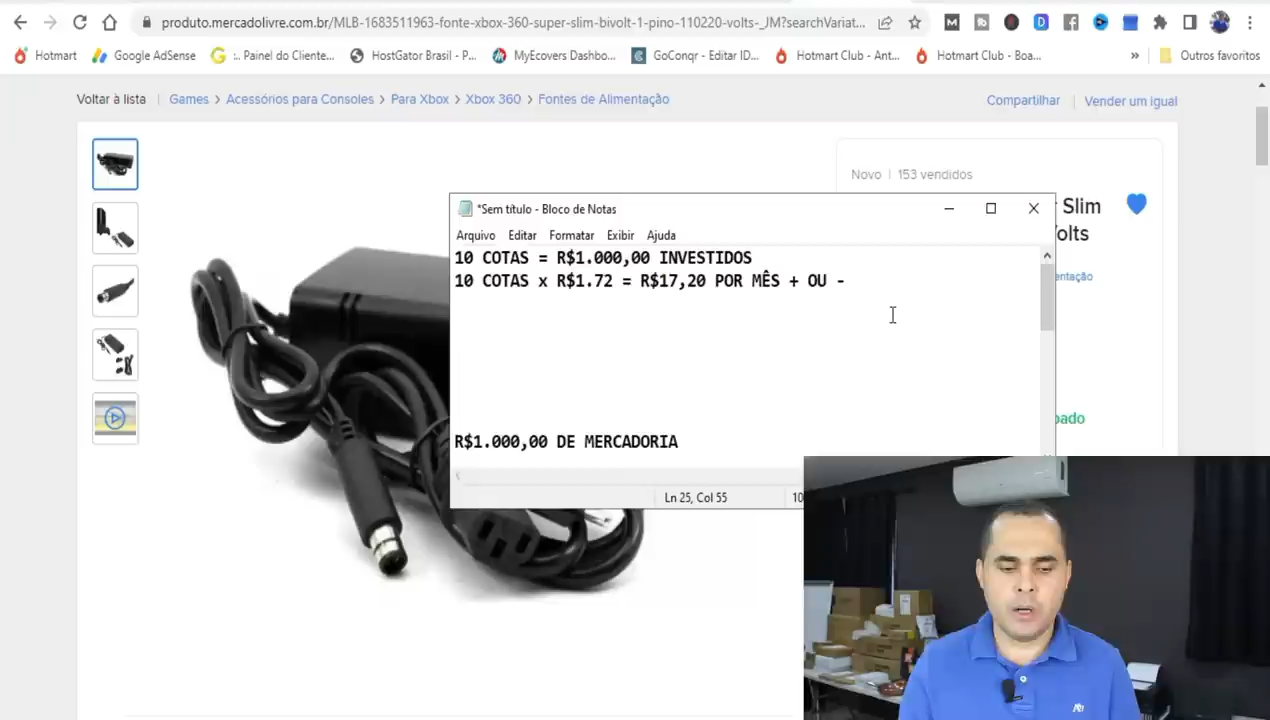 produto.mercadolivre.com.br/MLB-1683511963-fonte-xbox-360-super-slim-bivolt-1-pino-110220-volts-_JM?searchVariat...
Hotmart
Google AdSense
:. Painel do Cliente...
HostGator Brasil - P...
MyEcovers Dashbo...
GoConqr - Editar ID...
Hotmart Club - Ant...
Hotmart Club - Boa...
»
Outros favoritos
Voltar à lista
Games > Acessórios para Consoles > Para Xbox > Xbox 360 > Fontes de Alimentação
Compartilhar
Vender um igual
Novo | 153 vendidos
Slim
olts
entação
pado
*Sem título - Bloco de Notas
Arquivo Editar Formatar Exibir Ajuda
10 COTAS = R$1.000,00 INVESTIDOS
10 COTAS x R$1.72 = R$17,20 POR MÊS + OU -
R$1.000,00 DE MERCADORIA
Ln 25, Col 55
10